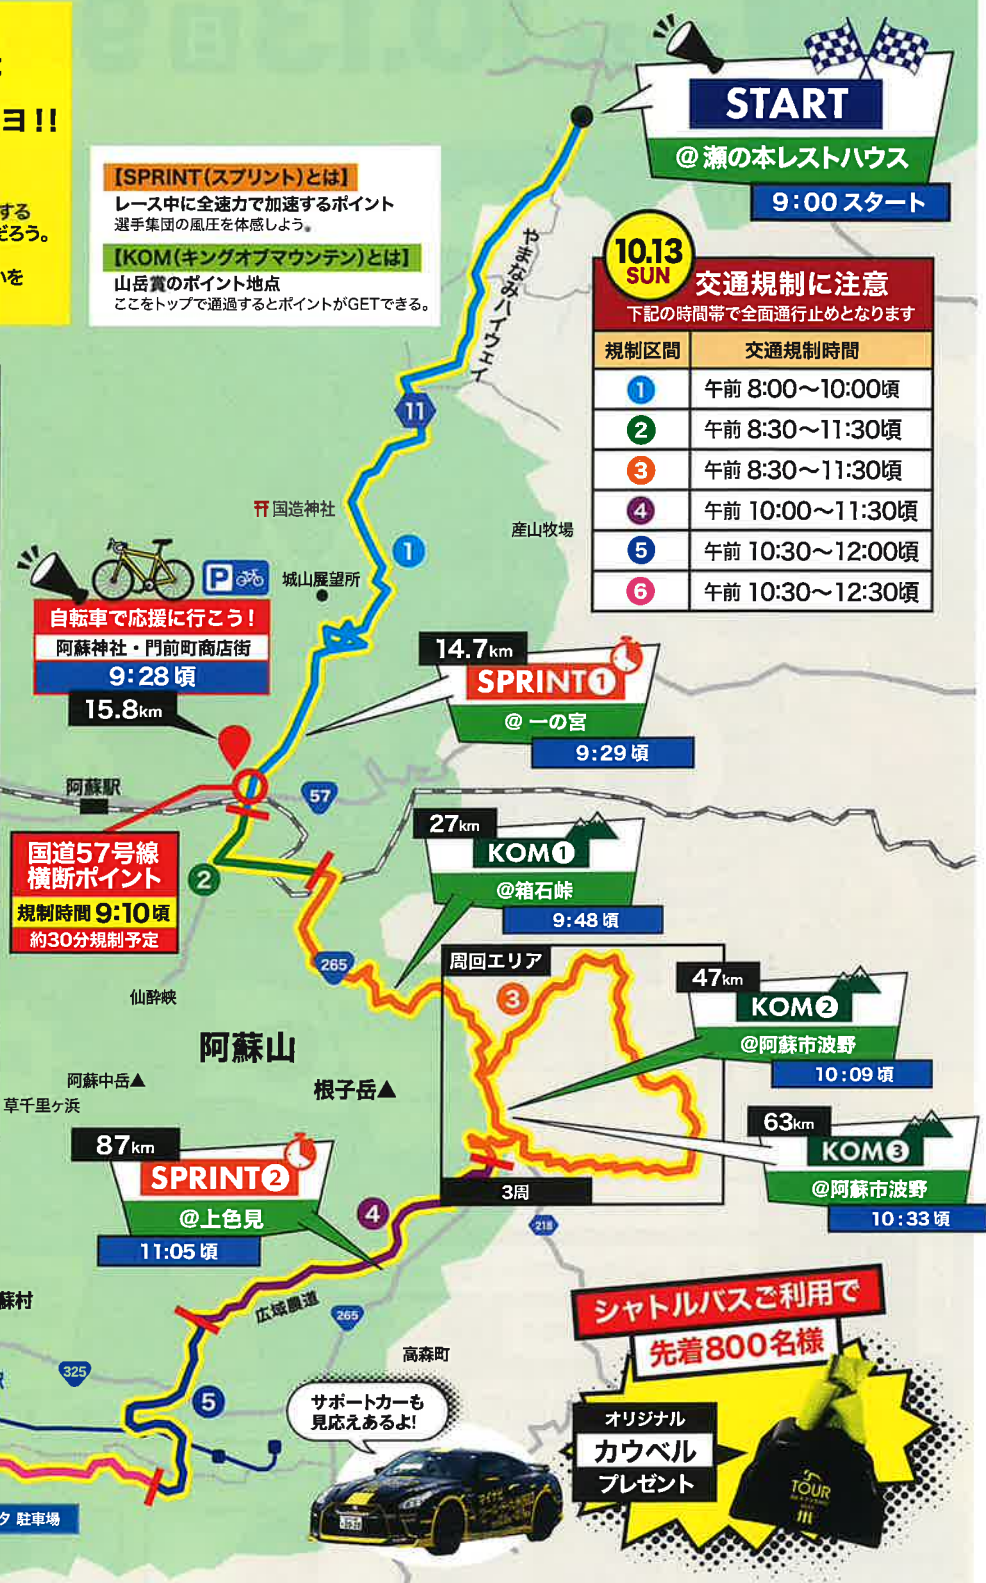 ヨ!!
する
だろう。
いを
START
@瀬の本レストハウス
9:00 スタート
【SPRINT(スプリント)とは】
レース中に全速力で加速するポイント
選手集団の風圧を体感しよう。
【KOM(キングオブマウンテン)とは】
山岳賞のポイント地点
ここをトップで通過するとポイントがGETできる。
やまなみハイウェイ
10.13
SUN
交通規制に注意
下記の時間帯で全面通行止めとなります
規制区間 交通規制時間
1 午前 8:00〜10:00頃
2 午前 8:30〜11:30頃
3 午前 8:30〜11:30頃
4 午前 10:00〜11:30頃
5 午前 10:30〜12:00頃
6 午前 10:30〜12:30頃
11
国造神社
産山牧場
1
城山展望所
P
自転車で応援に行こう!
阿蘇神社・門前町商店街
9:28頃
15.8km
14.7km
SPRINT1
@一の宮
9:29頃
阿蘇駅
57
国道57号線
横断ポイント
規制時間 9:10頃
約30分規制予定
2
27km
KOM1
@箱石峠
9:48頃
265
周回エリア
3
仙酔峡
47km
KOM2
@阿蘇市波野
10:09頃
阿蘇山
阿蘇中岳▲
草千里ヶ浜
根子岳▲
63km
KOM3
@阿蘇市波野
10:33頃
87km
SPRINT2
@上色見
11:05頃
3周
4
218
蘇村
広域農道
265
325
高森町
5
シャトルバスご利用で
先着800名様
オリジナル
カウベル
プレゼント
TOUR
サポートカーも
見応えあるよ!
タ 駐車場